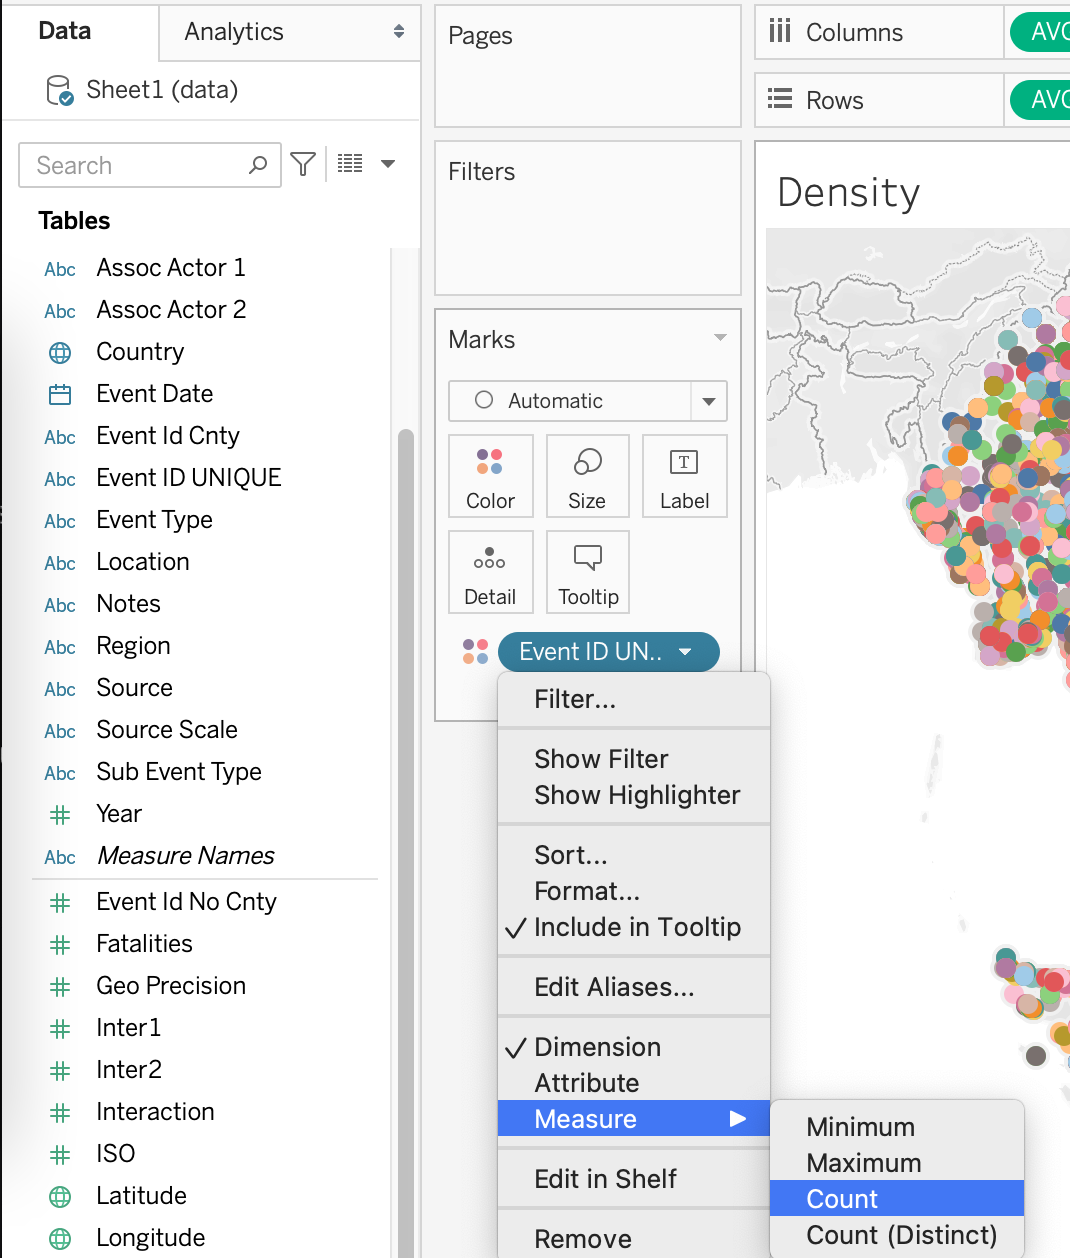 Data
Analytics
Sheet1 (data)
Search
Tables
Abc Assoc Actor 1
Abc Assoc Actor 2
Country
Event Date
Abc Event Id Cnty
Abc Event ID UNIQUE
Abc Event Type
Abc Location
Abc Notes
Abc Region
Abc Source
Abc Source Scale
Abc Sub Event Type
# Year
Abc Measure Names
# Event Id No Cnty
# Fatalities
# Geo Precision
# Inter1
# Inter2
# Interaction
# ISO
Latitude
Longitude
Pages
Filters
Marks
Automatic
Color
Size
T
Label
Detail
Tooltip
Event ID UN..
Filter...
Show Filter
Show Highlighter
Sort...
Format...
✓ Include in Tooltip
Edit Aliases...
✓ Dimension
Attribute
Measure ▶
Edit in Shelf
Remove
Minimum
Maximum
Count
Count (Distinct)
Columns
Rows
Density